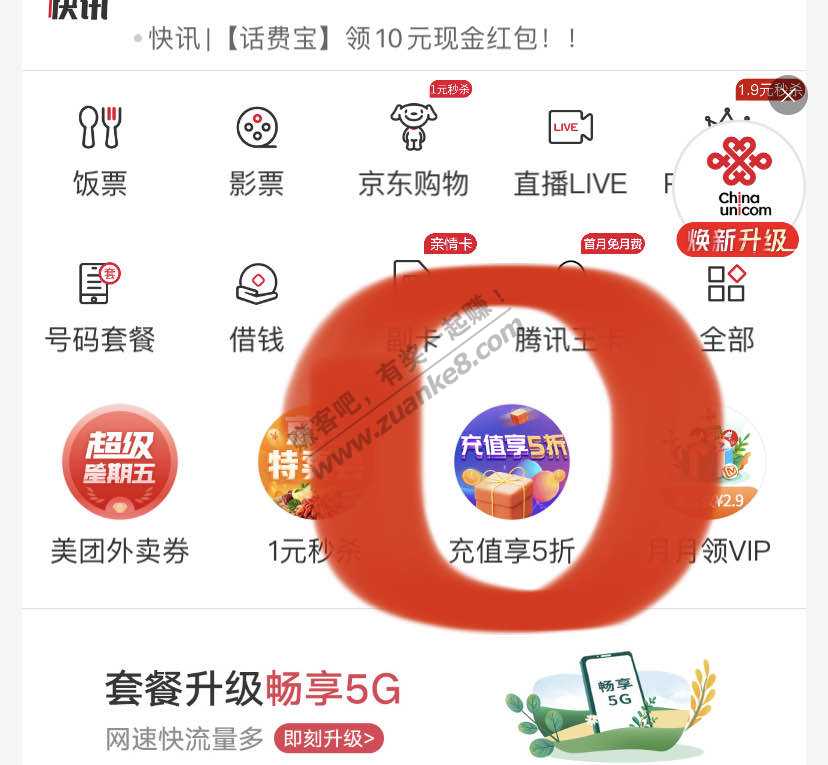 快讯
快讯|【话费宝】领10元现金红包！！
1元秒杀
1.9元秒杀
LIVE
饭票
影票
京东购物
直播LIVE
China
unicom
焕新升级
亲情卡
首月免月费
套
号码套餐
借钱
副卡
腾讯王卡
全部
赚客吧，有奖一起赚！
www.zuanke8.com
超级
星期五
充值享5折
¥2.9
美团外卖券
1元秒杀
充值享5折
月月领VIP
套餐升级畅享5G
网速快流量多
即刻升级>
畅享
5G